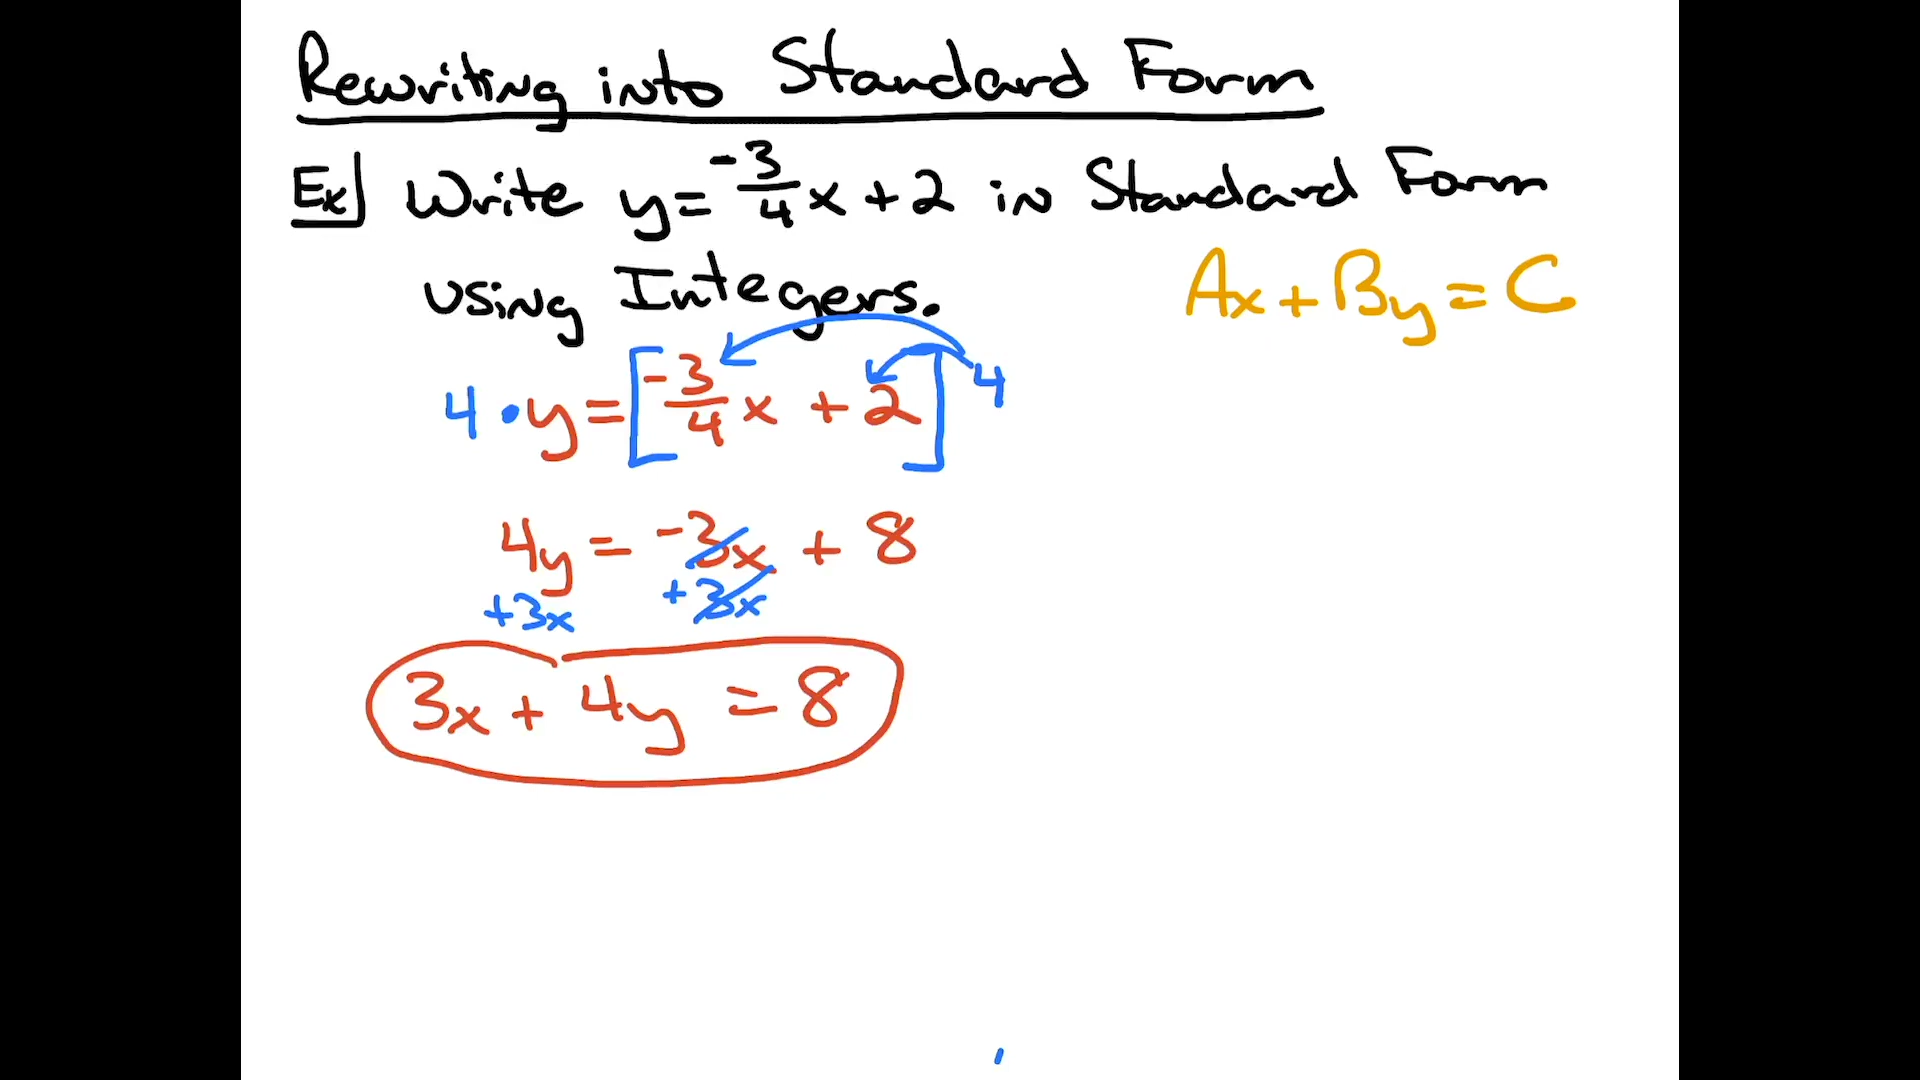 Rewriting into Standard Form
Ex] Write y = -3/4 x + 2 in Standard Form
using Integers.
Ax + By = C
4 • y = [-3/4 x + 2] 4
4y = -3x + 8
+3x +3x
3x + 4y = 8